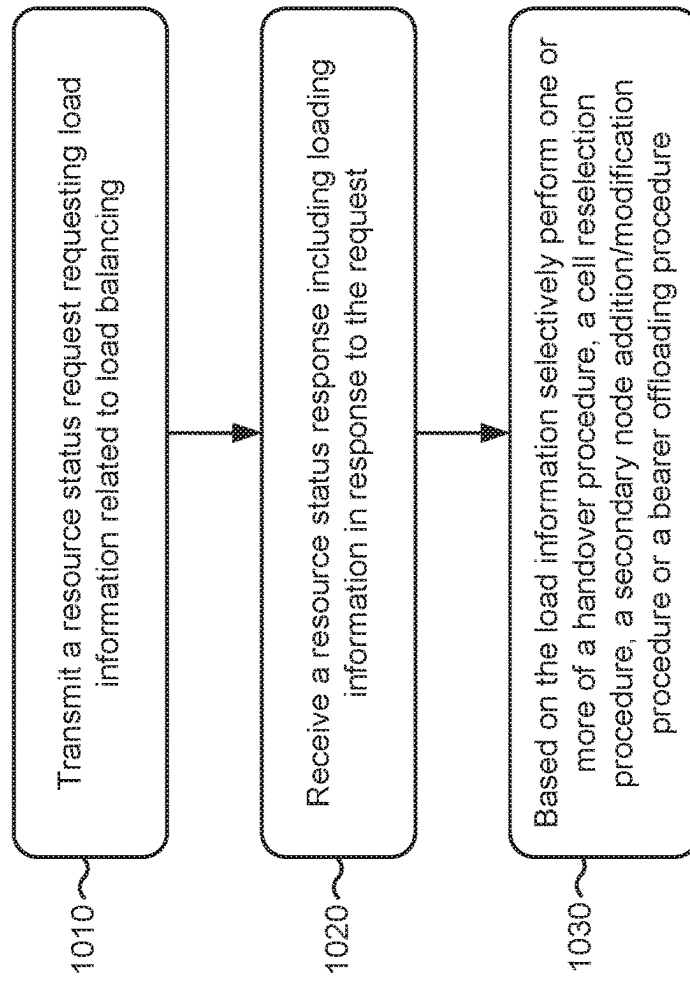 1010
Transmit a resource status request requesting load
information related to load balancing
1020
Receive a resource status response including loading
information in response to the request
1030
Based on the load information selectively perform one or
more of a handover procedure, a cell reselection
procedure, a secondary node addition/modification
procedure or a bearer offloading procedure